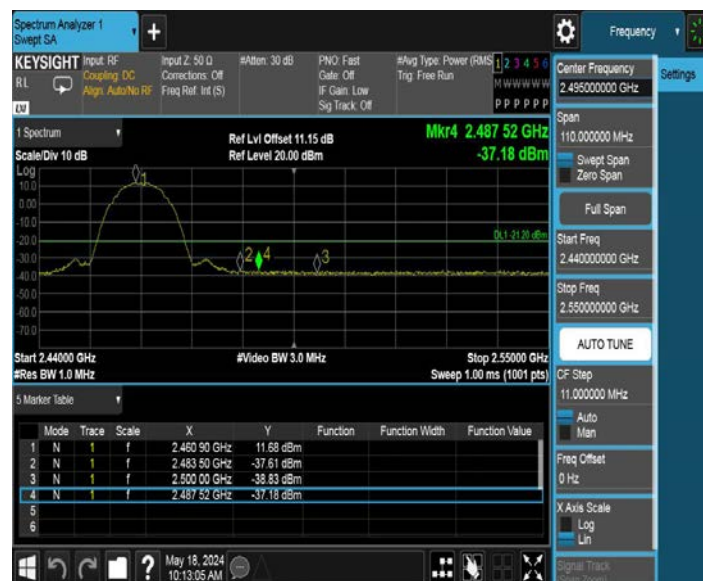 Spectrum Analyzer 1
Swept SA
+
Frequency
KEYSIGHT
RL
LXI
Input: RF
Coupling: DC
Align: Auto/No RF
Input Z: 50 Ω
Corrections: Off
Freq Ref: Int (S)
#Atten: 30 dB
PNO: Fast
Gate: Off
IF Gain: Low
Sig Track: Off
#Avg Type: Power (RMS
Trig: Free Run
1 2 3 4 5 6
M W W W W W
P P P P P P
1 Spectrum
Scale/Div 10 dB
Ref Lvl Offset 11.15 dB
Ref Level 20.00 dBm
Mkr4 2.487 52 GHz
-37.18 dBm
Log
10.0
0.00
-10.0
-20.0
-30.0
-40.0
-50.0
-60.0
-70.0
1
2
4
3
DL1 -21.20 dBm
Start 2.44000 GHz
#Res BW 1.0 MHz
#Video BW 3.0 MHz
Stop 2.55000 GHz
Sweep 1.00 ms (1001 pts)
5 Marker Table
Mode Trace Scale X Y Function Function Width Function Value
1 N 1 f 2.460 90 GHz 11.68 dBm
2 N 1 f 2.483 50 GHz -37.61 dBm
3 N 1 f 2.500 00 GHz -38.83 dBm
4 N 1 f 2.487 52 GHz -37.18 dBm
5
6
?
May 18, 2024
10:13:05 AM
Center Frequency
2.495000000 GHz
Span
110.000000 MHz
Swept Span
Zero Span
Full Span
Start Freq
2.440000000 GHz
Stop Freq
2.550000000 GHz
AUTO TUNE
CF Step
11.000000 MHz
Auto
Man
Freq Offset
0 Hz
X Axis Scale
Log
Lin
Signal Track
Settings